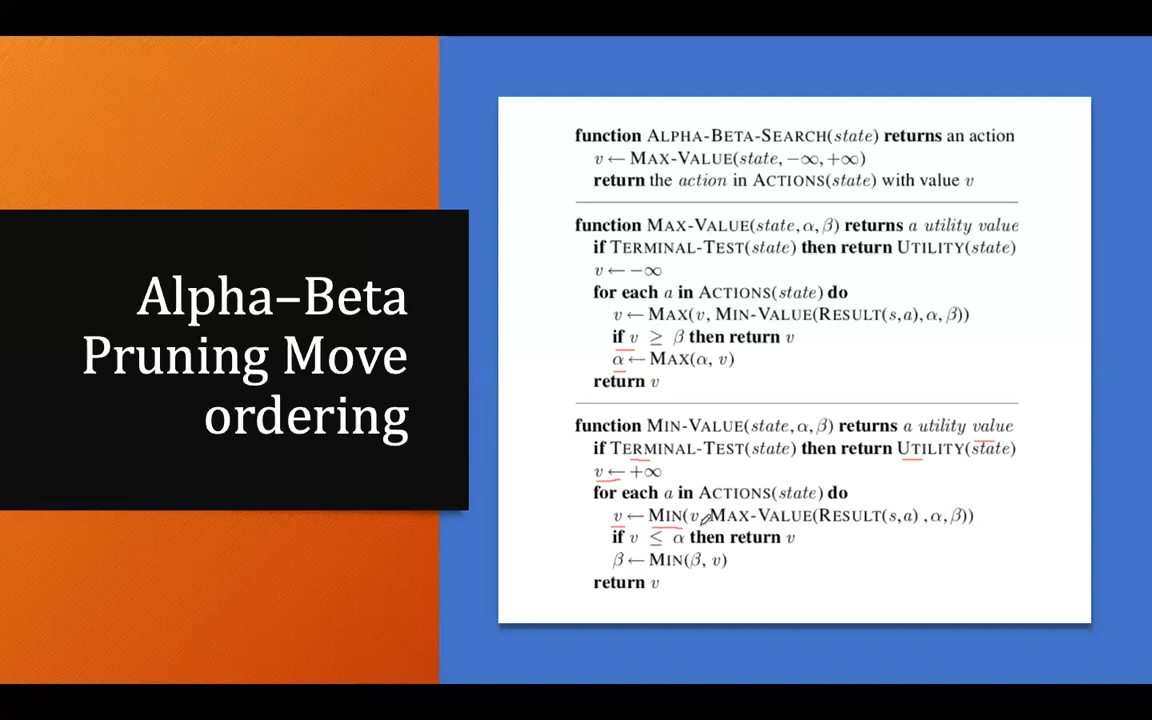 Alpha–Beta
Pruning Move
ordering
function ALPHA-BETA-SEARCH(state) returns an action
v ← MAX-VALUE(state, −∞, +∞)
return the action in ACTIONS(state) with value v
function MAX-VALUE(state, α, β) returns a utility value
if TERMINAL-TEST(state) then return UTILITY(state)
v ← −∞
for each a in ACTIONS(state) do
v ← MAX(v, MIN-VALUE(RESULT(s,a), α, β))
if v ≥ β then return v
α ← MAX(α, v)
return v
function MIN-VALUE(state, α, β) returns a utility value
if TERMINAL-TEST(state) then return UTILITY(state)
v ← +∞
for each a in ACTIONS(state) do
v ← MIN(v, MAX-VALUE(RESULT(s,a) , α, β))
if v ≤ α then return v
β ← MIN(β, v)
return v